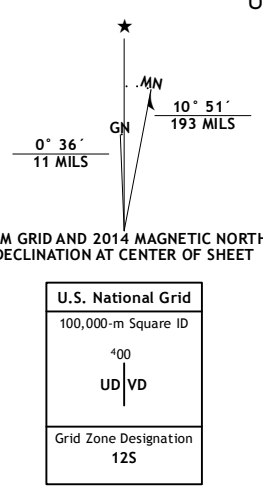 U
MN
GN
10° 51´
193 MILS
0° 36´
11 MILS
M GRID AND 2014 MAGNETIC NORTH
DECLINATION AT CENTER OF SHEET
U.S. National Grid
100,000-m Square ID
⁴00
UD VD
Grid Zone Designation
12S